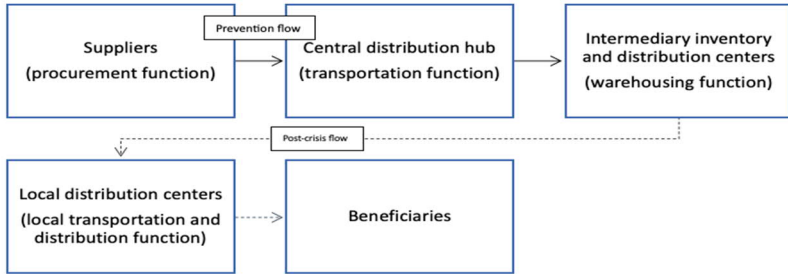 Suppliers
(procurement function)
Prevention flow
Central distribution hub
(transportation function)
Intermediary inventory
and distribution centers
(warehousing function)
Post-crisis flow
Local distribution centers
(local transportation and
distribution function)
Beneficiaries